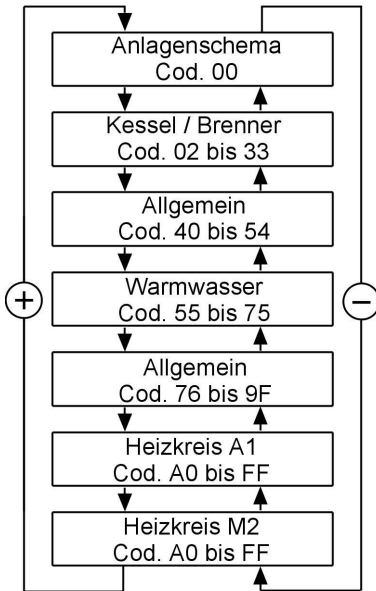 Anlagenschema
Cod. 00
Kessel / Brenner
Cod. 02 bis 33
Allgemein
Cod. 40 bis 54
Warmwasser
Cod. 55 bis 75
+
−
Allgemein
Cod. 76 bis 9F
Heizkreis A1
Cod. A0 bis FF
Heizkreis M2
Cod. A0 bis FF